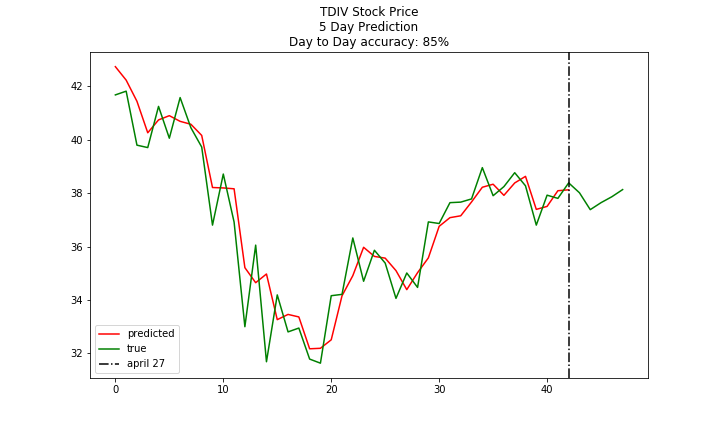 TDIV Stock Price
5 Day Prediction
Day to Day accuracy: 85%
42
40
38
36
34
32
predicted
true
april 27
0
10
20
30
40